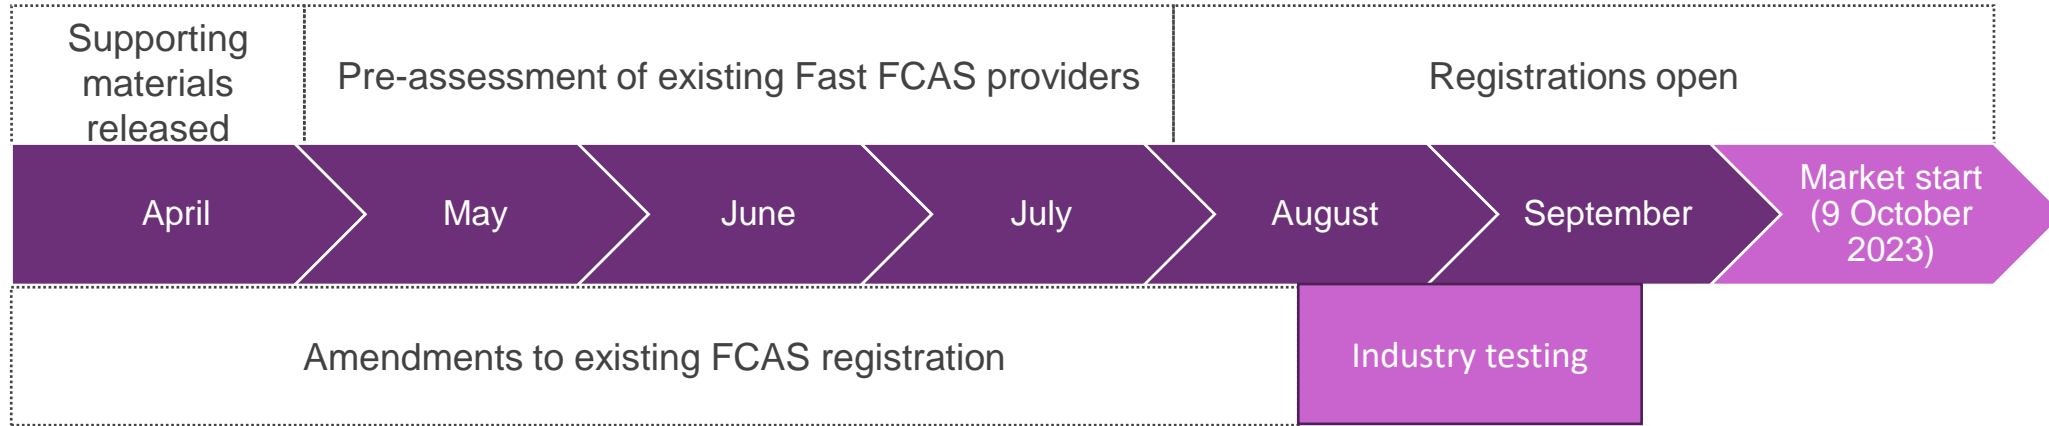 Supporting
materials
released
Pre-assessment of existing Fast FCAS providers
Registrations open
April
May
June
July
August
September
Market start
(9 October
2023)
Amendments to existing FCAS registration
Industry testing